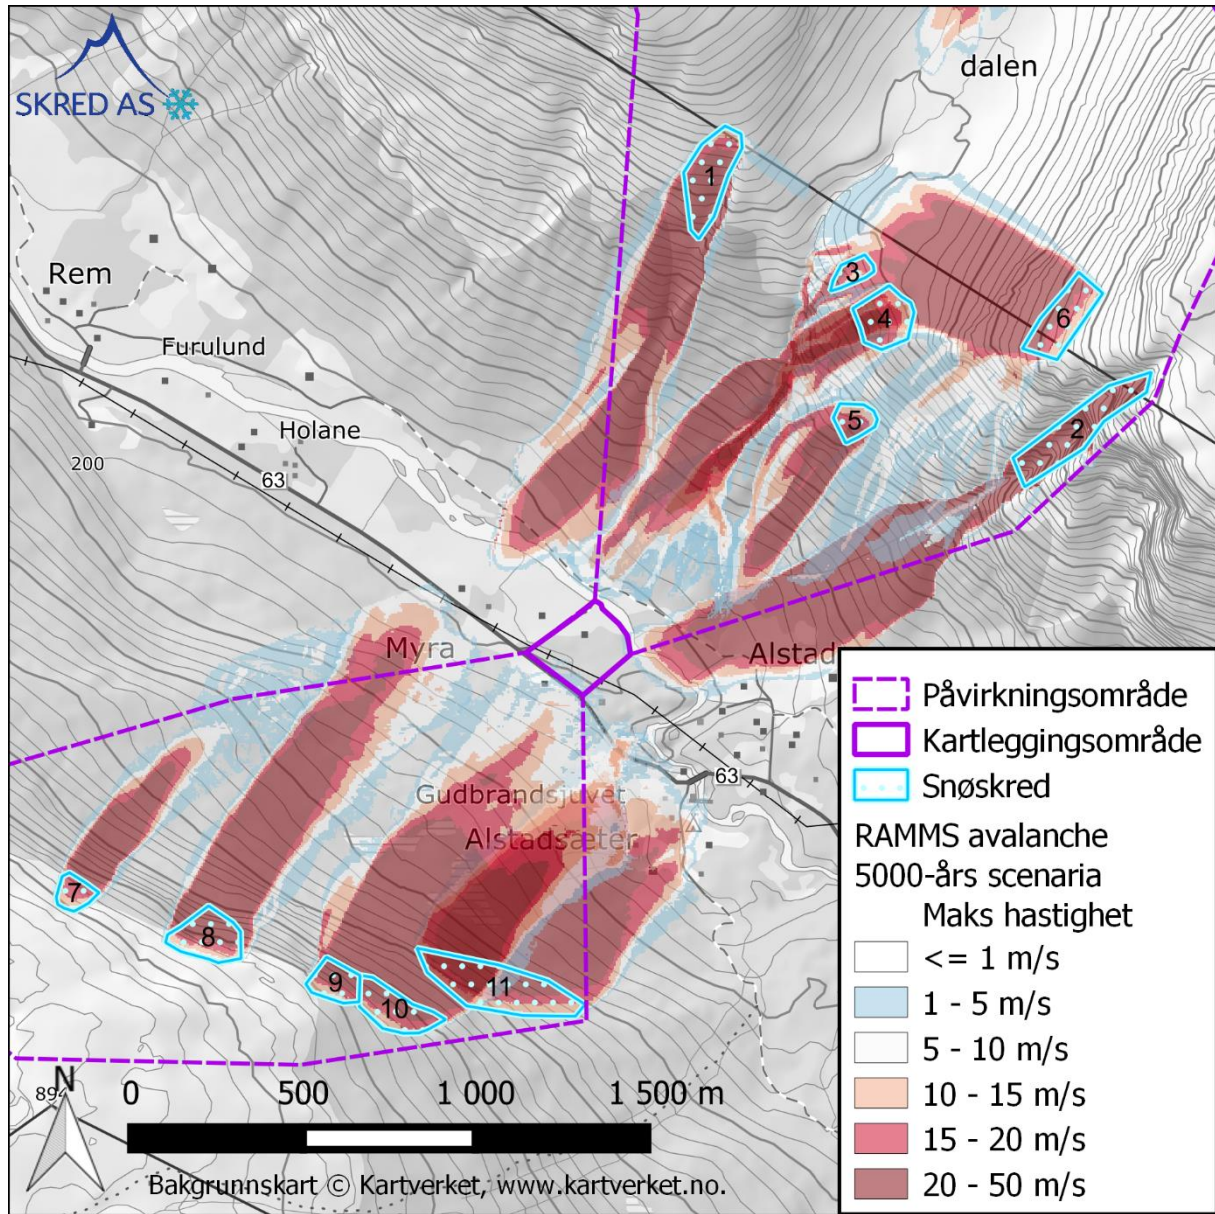 dalen
SKRED AS
1
3
Rem
4
6
Furulund
5
2
Holane
200
63
Myra
Alstad
Påvirkningsområde
Kartleggingsområde
Snøskred
63
Gudbrandsjuvet
Alstadsæter
RAMMS avalanche
5000-års scenaria
Maks hastighet
<= 1 m/s
1 - 5 m/s
5 - 10 m/s
10 - 15 m/s
15 - 20 m/s
20 - 50 m/s
7
8
9
10
11
N
0 500 1 000 1 500 m
Bakgrunnskart © Kartverket, www.kartverket.no.